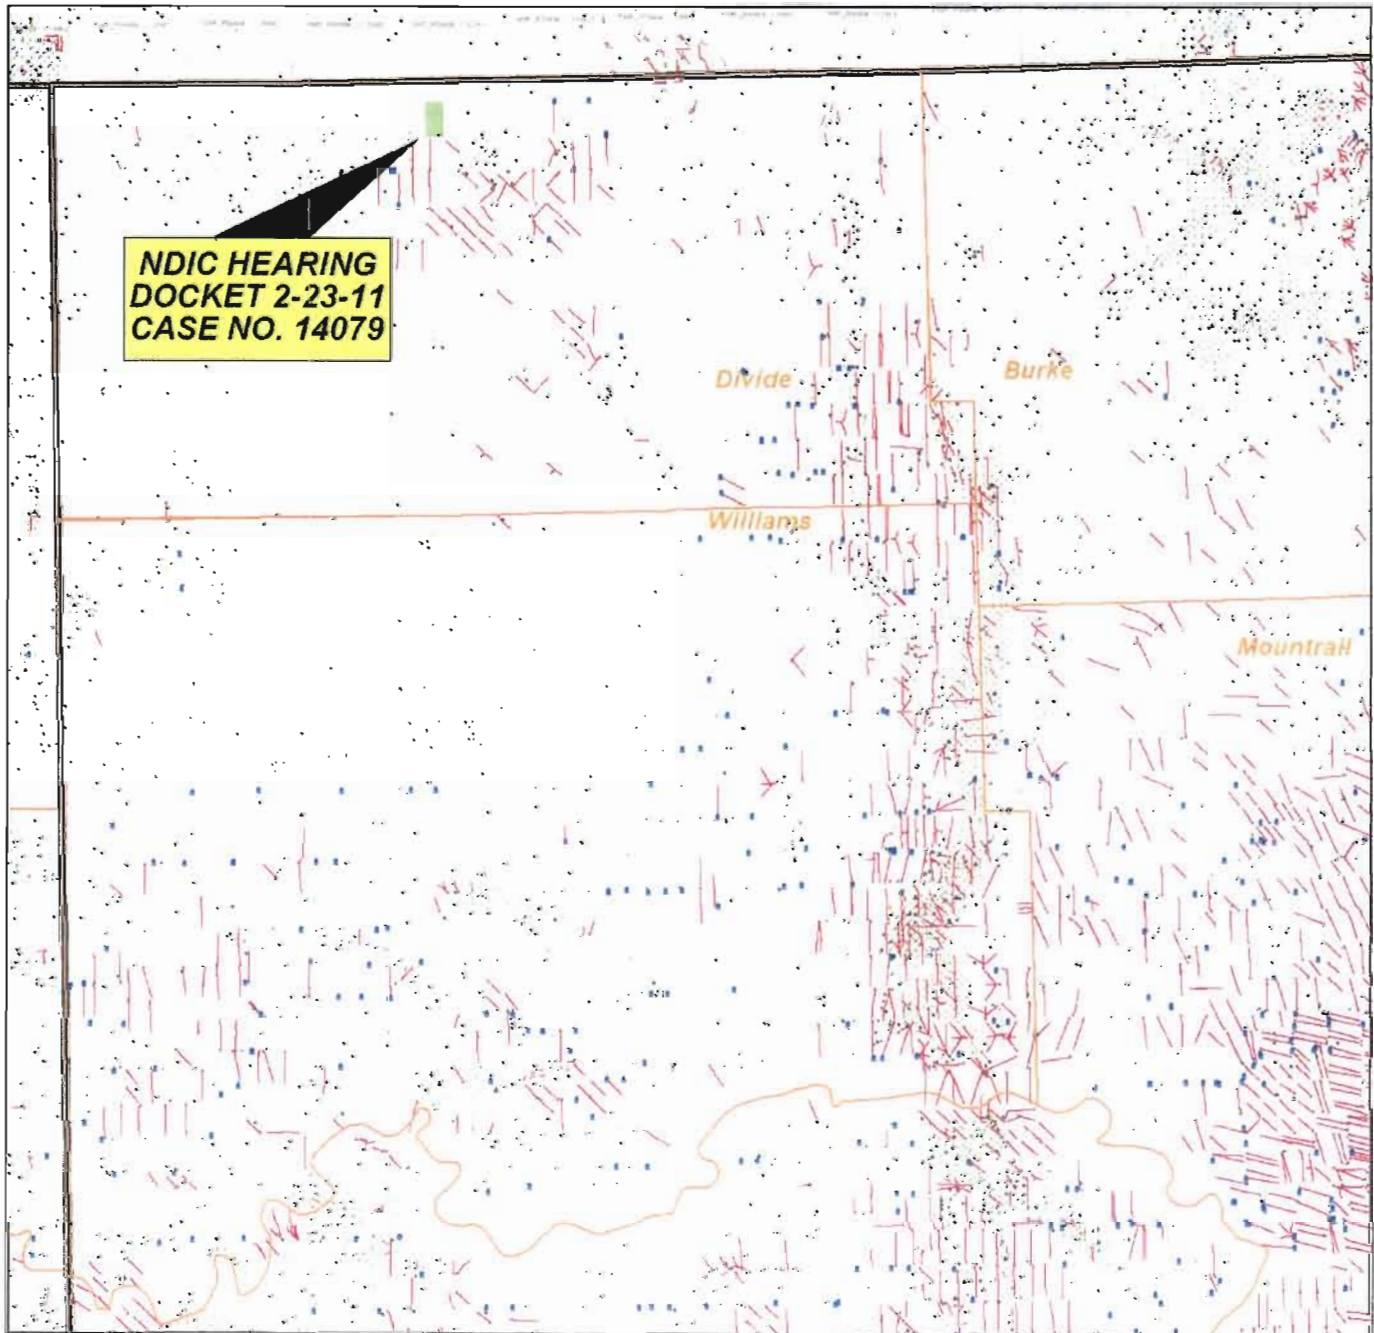 NDIC HEARING
DOCKET 2-23-11
CASE NO. 14079
Divide
Burke
Williams
Mountrail